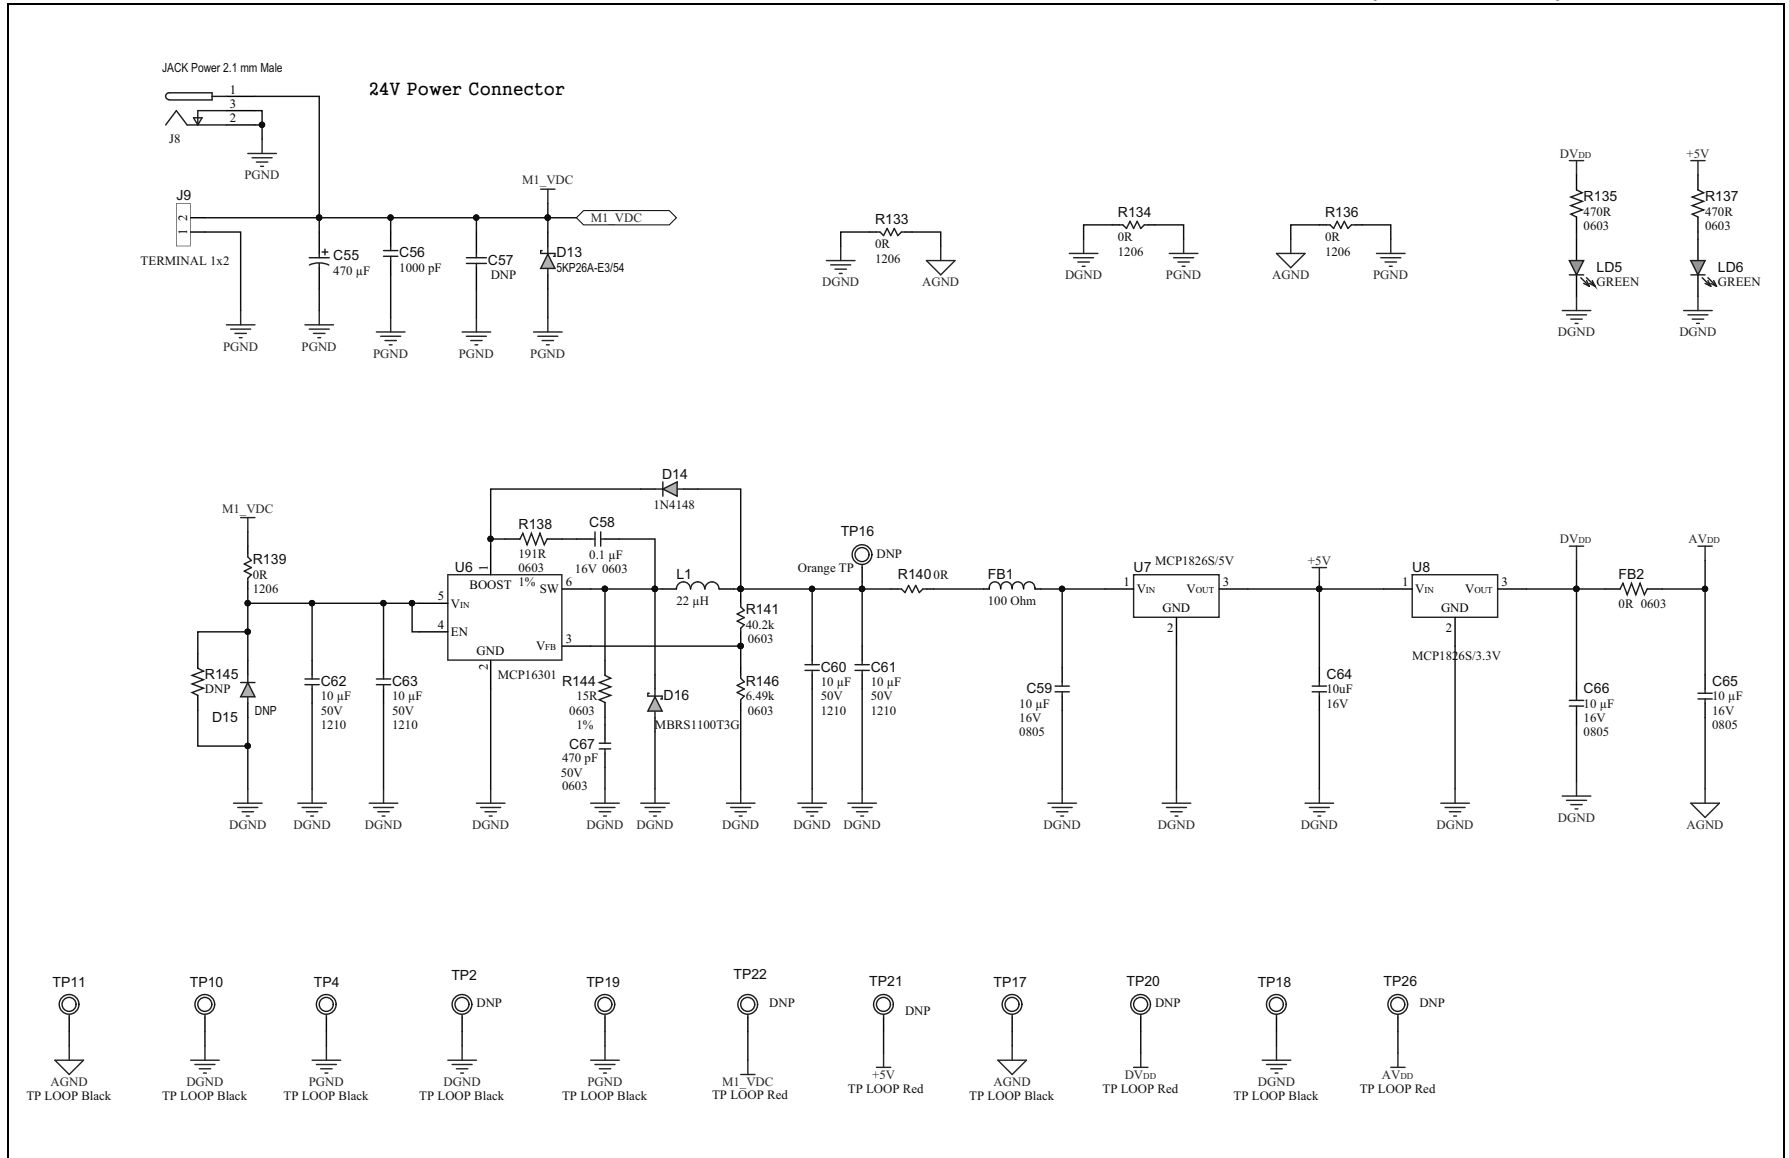 JACK Power 2.1 mm Male
24V Power Connector
1
3
2
J8
PGND
J9
2
1
TERMINAL 1x2
M1_VDC
M1_VDC
C55
470 µF
C56
1000 pF
C57
DNP
D13
5KP26A-E3/54
PGND
PGND
PGND
PGND
PGND
R133
0R
1206
DGND
AGND
R134
0R
1206
DGND
PGND
R136
0R
1206
AGND
PGND
DVDD
R135
470R
0603
LD5
GREEN
DGND
+5V
R137
470R
0603
LD6
GREEN
DGND
M1_VDC
R139
0R
1206
R145
DNP
D15
DNP
C62
10 µF
50V
1210
C63
10 µF
50V
1210
D14
1N4148
R138
191R
0603
1%
C58
0.1 µF
16V 0603
U6
1
BOOST
SW
6
5
VIN
4
EN
VFB
3
GND
2
MCP16301
L1
22 µH
R144
15R
0603
1%
C67
470 pF
50V
0603
D16
MBRS1100T3G
R141
40.2k
0603
R146
6.49k
0603
TP16
DNP
Orange TP
C60
10 µF
50V
1210
C61
10 µF
50V
1210
R140 0R
FB1
100 Ohm
C59
10 µF
16V
0805
U7
MCP1826S/5V
1
VIN
VOUT
3
GND
2
+5V
C64
10uF
16V
U8
1
VIN
VOUT
3
GND
2
MCP1826S/3.3V
DVDD
FB2
0R 0603
AVDD
C66
10 µF
16V
0805
C65
10 µF
16V
0805
DGND
DGND
DGND
DGND
DGND
DGND
DGND
DGND
DGND
DGND
DGND
DGND
DGND
DGND
AGND
TP11
AGND
TP LOOP Black
TP10
DGND
TP LOOP Black
TP4
PGND
TP LOOP Black
TP2
DNP
DGND
TP LOOP Black
TP19
PGND
TP LOOP Black
TP22
DNP
M1_VDC
TP LOOP Red
TP21
DNP
+5V
TP LOOP Red
TP17
AGND
TP LOOP Black
TP20
DNP
DVDD
TP LOOP Red
TP18
DGND
TP LOOP Black
TP26
DNP
AVDD
TP LOOP Red